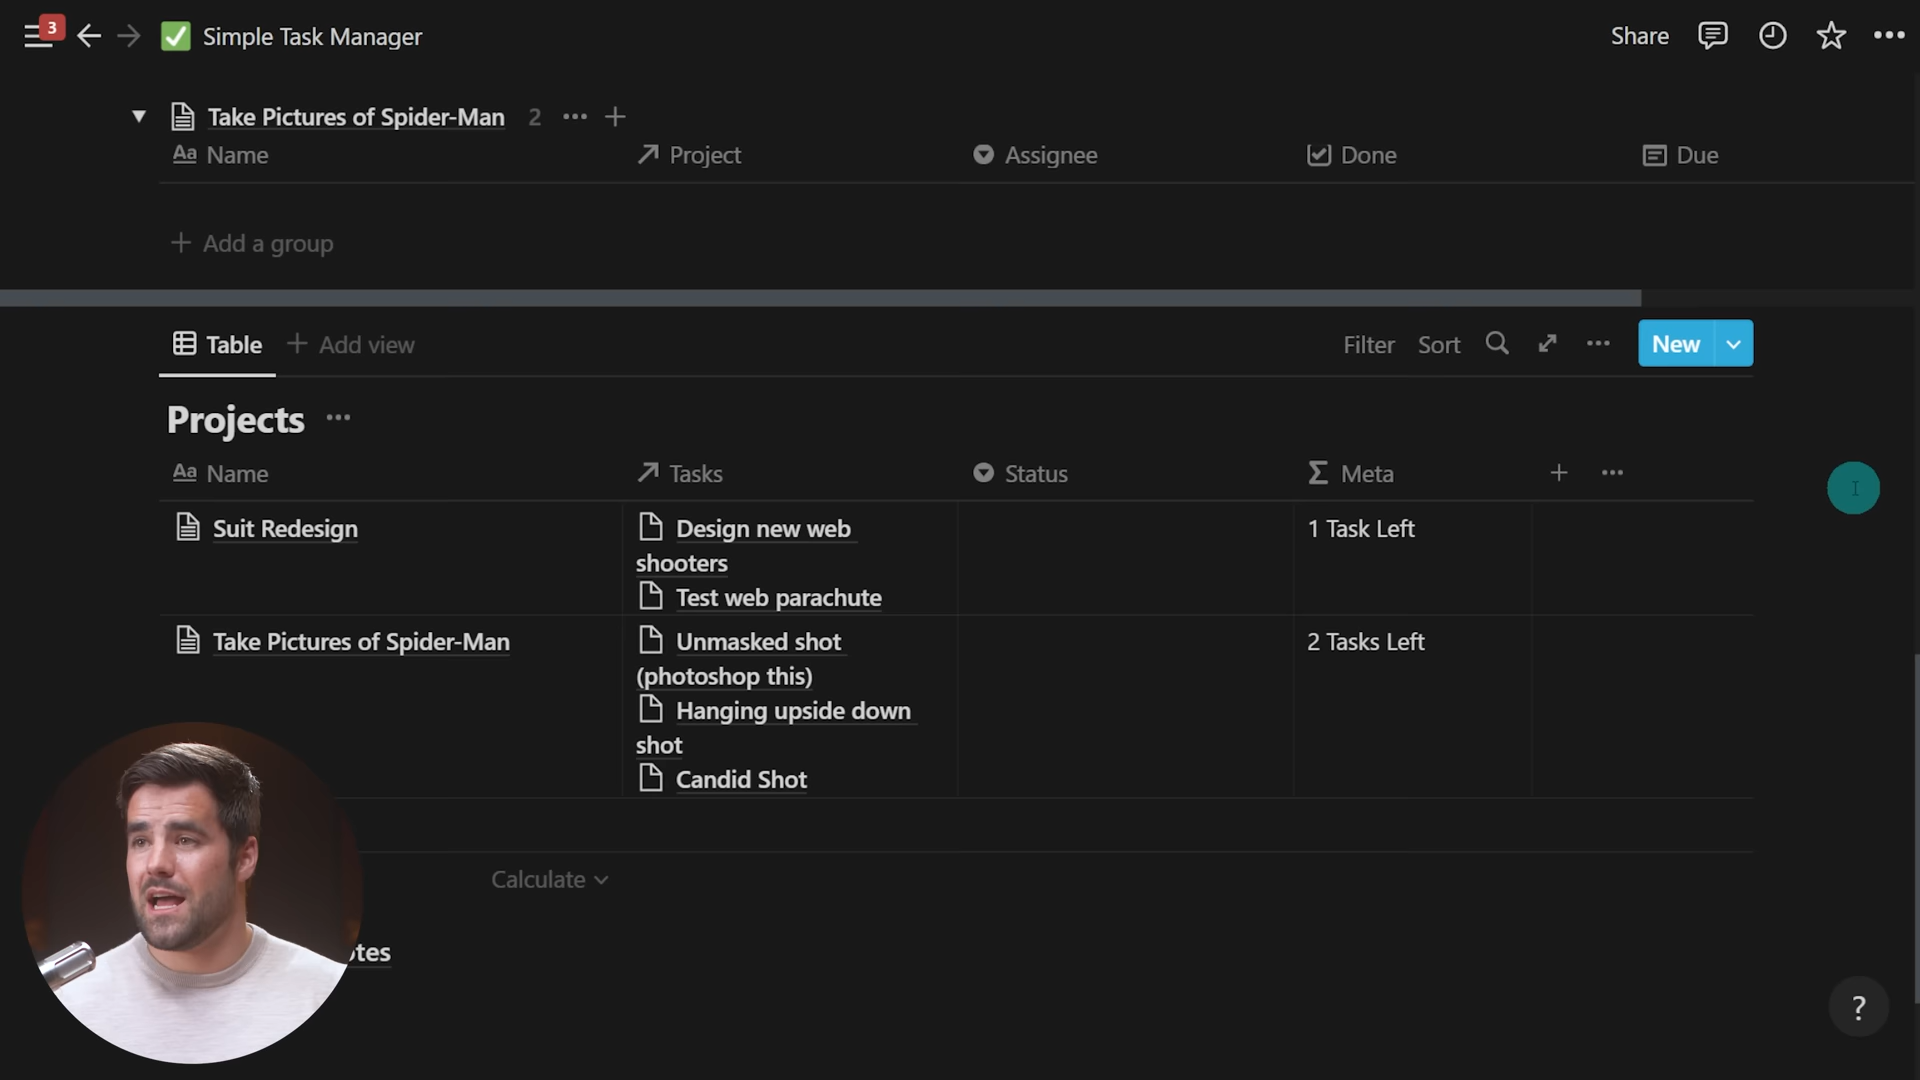 3
Simple Task Manager
Share
Take Pictures of Spider-Man 2
Aa Name
Project
Assignee
Done
Due
Add a group
Table
Add view
Filter
Sort
New
Projects
Aa Name
Tasks
Status
Σ Meta
Suit Redesign
Design new web
shooters
Test web parachute
1 Task Left
Take Pictures of Spider-Man
Unmasked shot
(photoshop this)
Hanging upside down
shot
Candid Shot
2 Tasks Left
Calculate
?